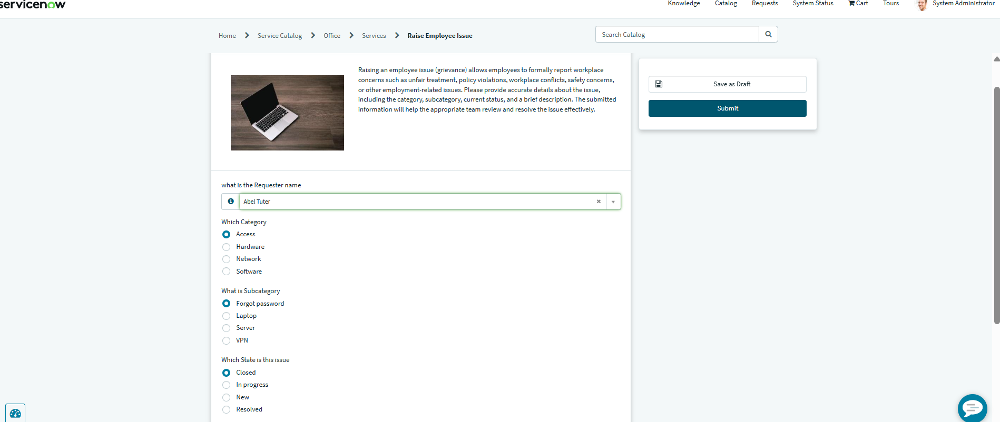 servicenow
Knowledge Catalog Requests System Status Cart Tours System Administrator
Home Service Catalog Office Services Raise Employee Issue
Search Catalog
Raising an employee issue (grievance) allows employees to formally report workplace
concerns such as unfair treatment, policy violations, workplace conflicts, safety concerns,
or other employment-related issues. Please provide accurate details about the issue,
including the category, subcategory, current status, and a brief description. The submitted
information will help the appropriate team review and resolve the issue effectively.
Save as Draft
Submit
what is the Requester name
Abel Tuter
Which Category
Access
Hardware
Network
Software
What is Subcategory
Forgot password
Laptop
Server
VPN
Which State is this issue
Closed
In progress
New
Resolved